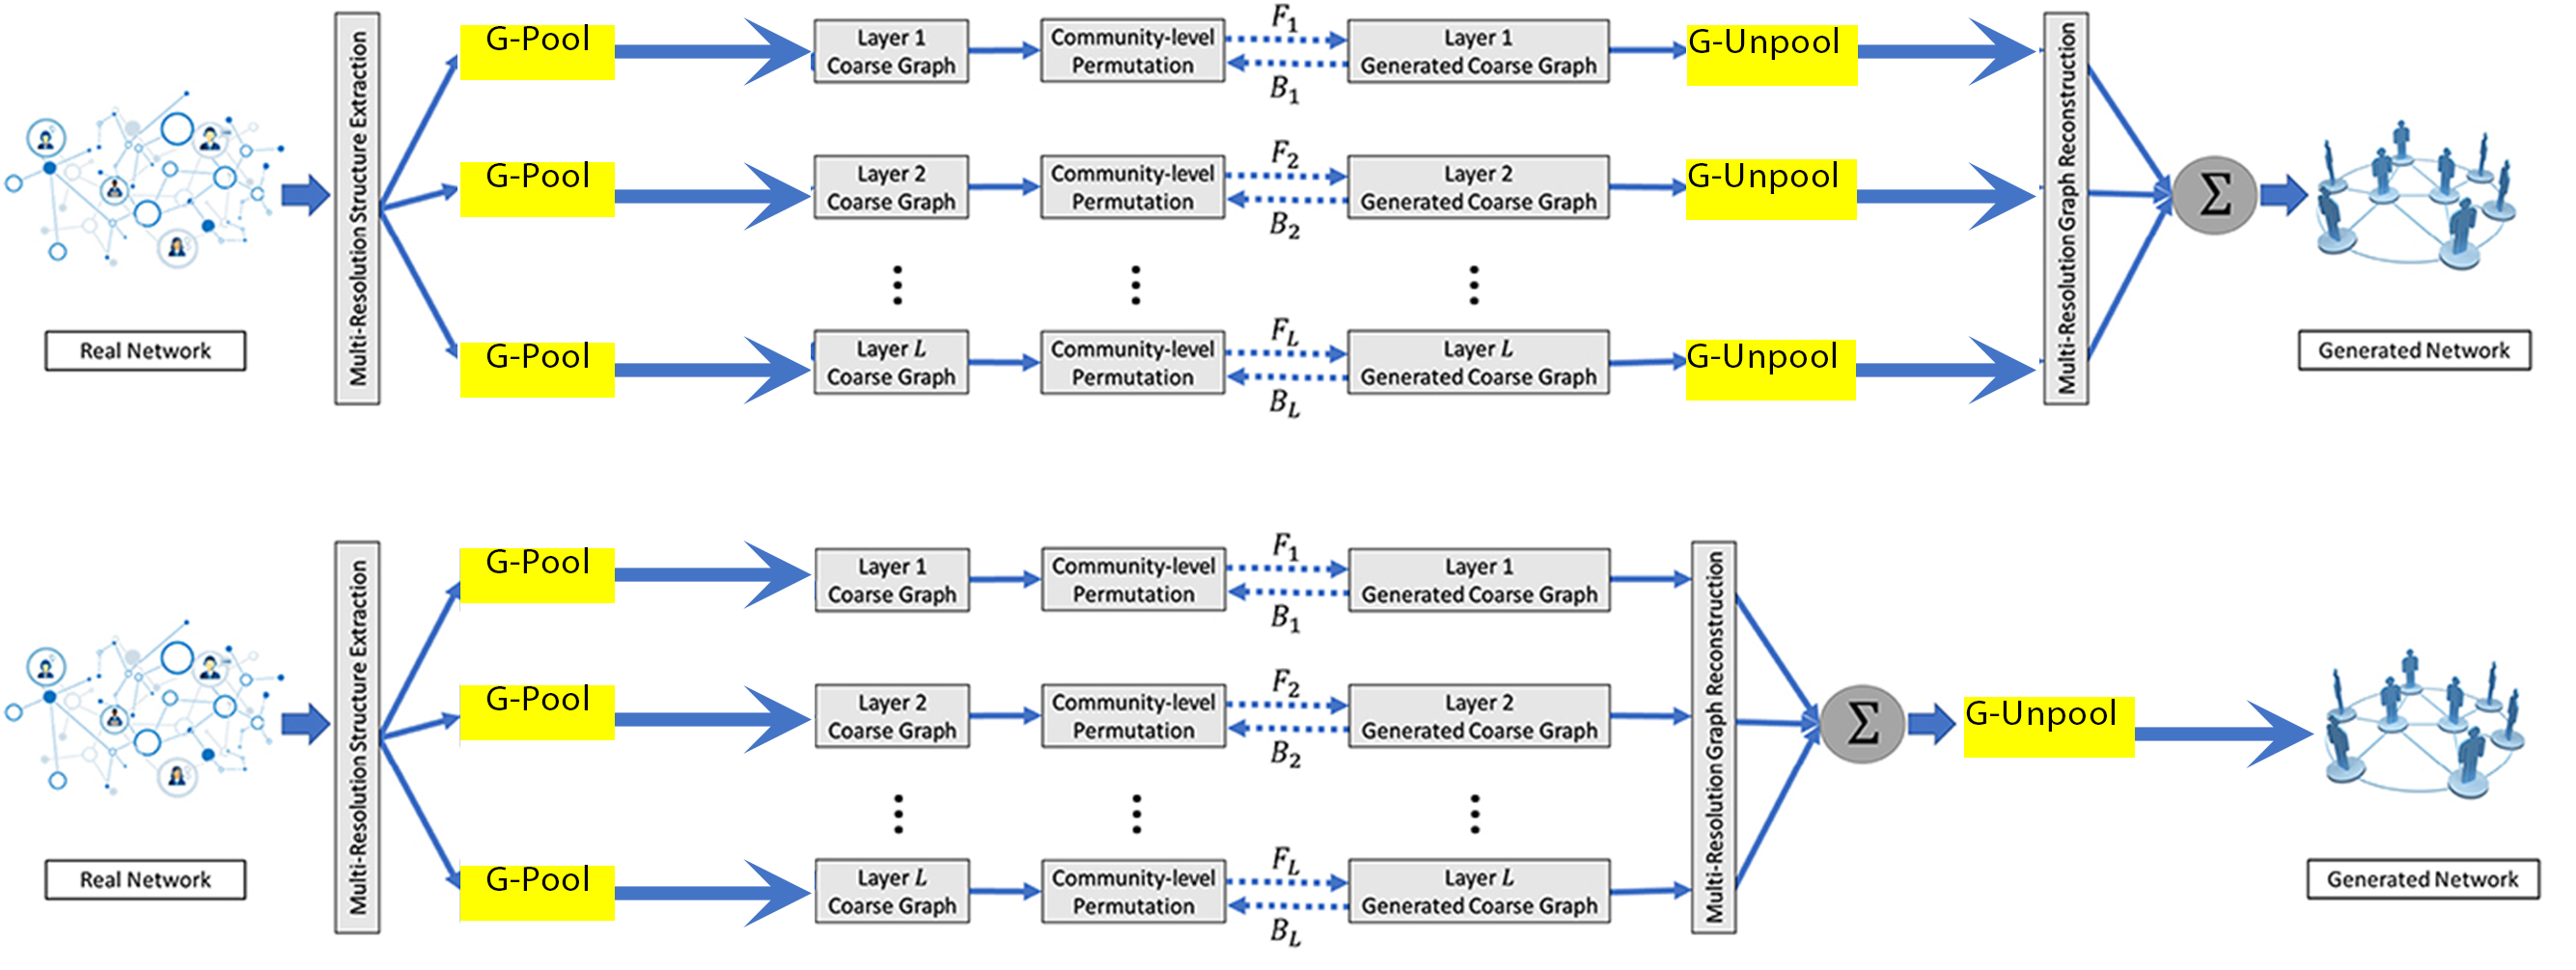 Real Network
Multi-Resolution Structure Extraction
G-Pool
Layer 1
Coarse Graph
Community-level
Permutation
F₁
B₁
Layer 1
Generated Coarse Graph
G-Unpool
G-Pool
Layer 2
Coarse Graph
Community-level
Permutation
F₂
B₂
Layer 2
Generated Coarse Graph
G-Unpool
G-Pool
Layer L
Coarse Graph
Community-level
Permutation
F_L
B_L
Layer L
Generated Coarse Graph
G-Unpool
Multi-Resolution Graph Reconstruction
Σ
Generated Network
Real Network
Multi-Resolution Structure Extraction
G-Pool
Layer 1
Coarse Graph
Community-level
Permutation
F₁
B₁
Layer 1
Generated Coarse Graph
G-Pool
Layer 2
Coarse Graph
Community-level
Permutation
F₂
B₂
Layer 2
Generated Coarse Graph
G-Pool
Layer L
Coarse Graph
Community-level
Permutation
F_L
B_L
Layer L
Generated Coarse Graph
Multi-Resolution Graph Reconstruction
Σ
G-Unpool
Generated Network